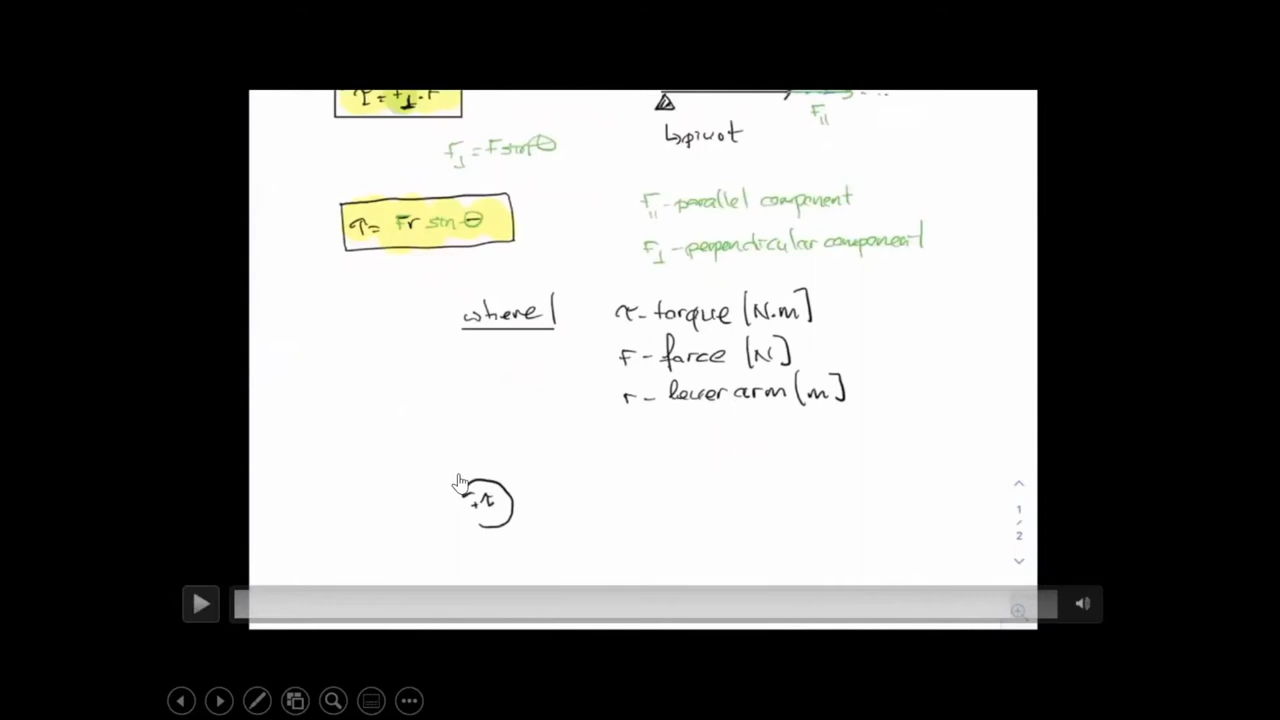 τ = F⊥·r
F||
↳pivot
F⊥ = F sin θ
F|| - parallel component
τ = Fr sin θ
F⊥ - perpendicular component
where | τ - torque [N.m]
F - force [N]
r - lever arm [m]
+τ
1
/
2